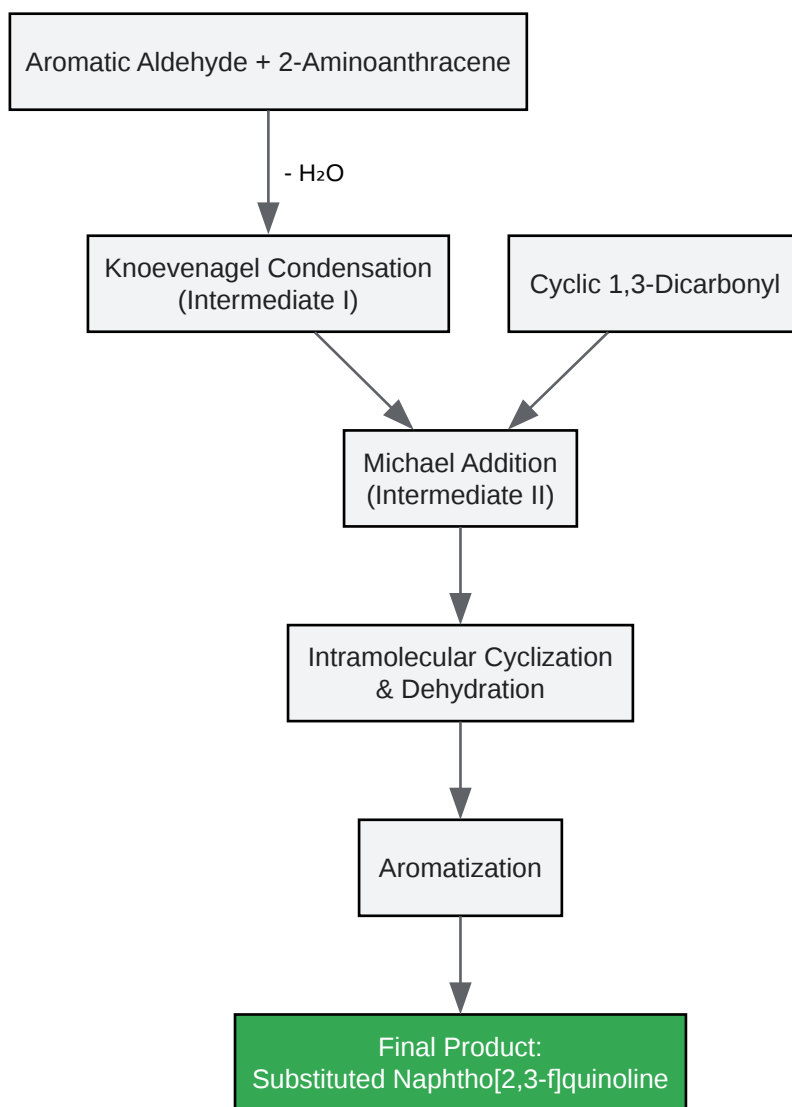 Aromatic Aldehyde + 2-Aminoanthracene
- H₂O
Knoevenagel Condensation
(Intermediate I)
Cyclic 1,3-Dicarbonyl
Michael Addition
(Intermediate II)
Intramolecular Cyclization
& Dehydration
Aromatization
Final Product:
Substituted Naphtho[2,3-f]quinoline